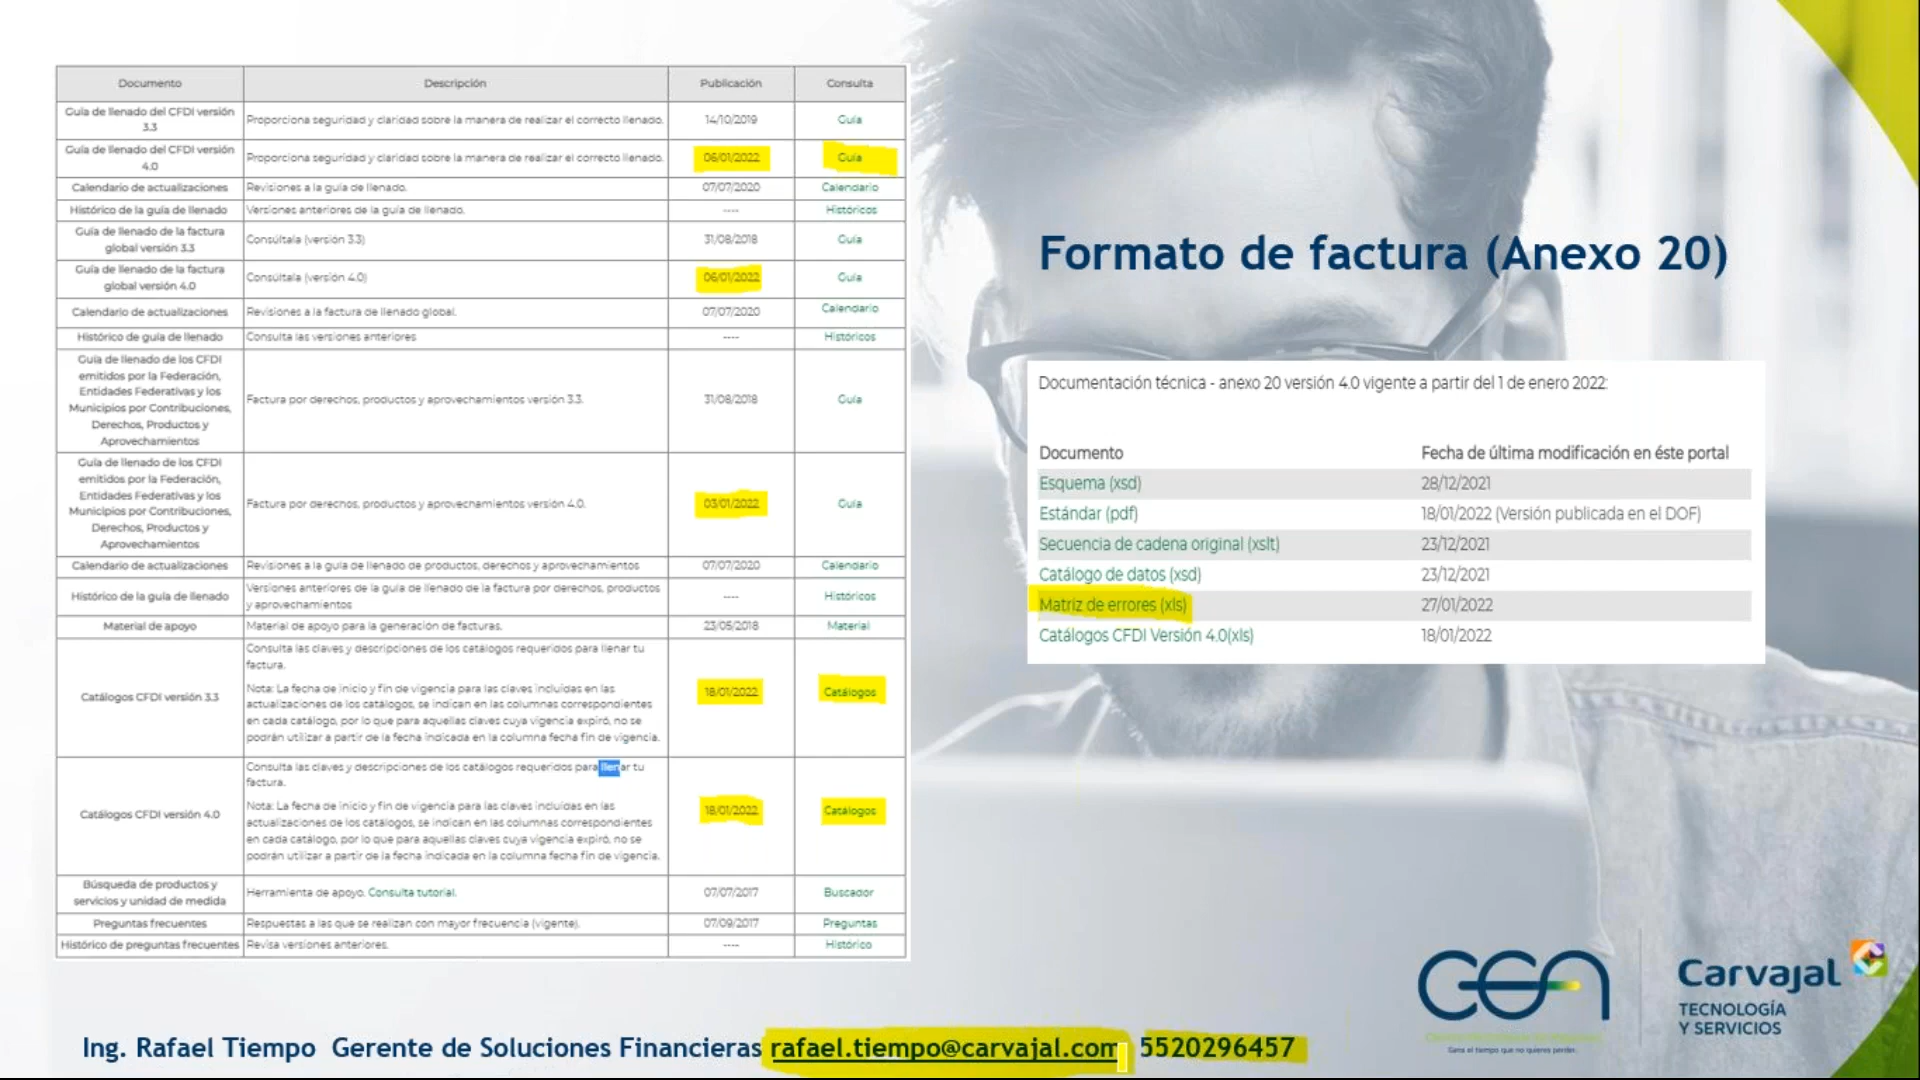 Documento Descripción Publicación Consulta
Guía de llenado del CFDI versión
3.3
Proporciona seguridad y claridad sobre la manera de realizar el correcto llenado. 14/10/2019 Guía
Guía de llenado del CFDI versión
4.0
Proporciona seguridad y claridad sobre la manera de realizar el correcto llenado. 06/01/2022 Guía
Calendario de actualizaciones Revisiones a la guía de llenado. 07/07/2020 Calendario
Histórico de la guía de llenado Versiones anteriores de la guía de llenado. ---- Históricos
Guía de llenado de la factura
global versión 3.3
Consúltala (versión 3.3) 31/08/2018 Guía
Guía de llenado de la factura
global versión 4.0
Consúltala (versión 4.0) 06/01/2022 Guía
Calendario de actualizaciones Revisiones a la factura de llenado global. 07/07/2020 Calendario
Histórico de guía de llenado Consulta las versiones anteriores ---- Históricos
Guía de llenado de los CFDI
emitidos por la Federación,
Entidades Federativas y los
Municipios por Contribuciones,
Derechos, Productos y
Aprovechamientos
Factura por derechos, productos y aprovechamientos versión 3.3. 31/08/2018 Guía
Guía de llenado de los CFDI
emitidos por la Federación,
Entidades Federativas y los
Municipios por Contribuciones,
Derechos, Productos y
Aprovechamientos
Factura por derechos, productos y aprovechamientos versión 4.0. 03/01/2022 Guía
Calendario de actualizaciones Revisiones a la guía de llenado de productos, derechos y aprovechamientos 07/07/2020 Calendario
Histórico de la guía de llenado
Versiones anteriores de la guía de llenado de la factura por derechos, productos
y aprovechamientos
---- Históricos
Material de apoyo Material de apoyo para la generación de facturas. 23/05/2018 Material
Catálogos CFDI versión 3.3
Consulta las claves y descripciones de los catálogos requeridos para llenar tu
factura.
Nota: La fecha de inicio y fin de vigencia para las claves incluidas en las
actualizaciones de los catálogos, se indican en las columnas correspondientes
en cada catálogo, por lo que para aquellas claves cuya vigencia expiró, no se
podrán utilizar a partir de la fecha indicada en la columna fecha fin de vigencia.
18/01/2022 Catálogos
Catálogos CFDI versión 4.0
Consulta las claves y descripciones de los catálogos requeridos para llenar tu
factura.
Nota: La fecha de inicio y fin de vigencia para las claves incluidas en las
actualizaciones de los catálogos, se indican en las columnas correspondientes
en cada catálogo, por lo que para aquellas claves cuya vigencia expiró, no se
podrán utilizar a partir de la fecha indicada en la columna fecha fin de vigencia.
18/01/2022 Catálogos
Búsqueda de productos y
servicios y unidad de medida
Herramienta de apoyo. Consulta tutorial. 07/07/2017 Buscador
Preguntas frecuentes Respuestas a las que se realizan con mayor frecuencia (vigente). 07/09/2017 Preguntas
Histórico de preguntas frecuentes Revisa versiones anteriores. ---- Histórico
Formato de factura (Anexo 20)
Documentación técnica - anexo 20 versión 4.0 vigente a partir del 1 de enero 2022:
Documento Fecha de última modificación en éste portal
Esquema (xsd) 28/12/2021
Estándar (pdf) 18/01/2022 (Versión publicada en el DOF)
Secuencia de cadena original (xslt) 23/12/2021
Catálogo de datos (xsd) 23/12/2021
Matriz de errores (xls) 27/01/2022
Catálogos CFDI Versión 4.0(xls) 18/01/2022
cen
Gana el tiempo que no quieres perder.
Carvajal
TECNOLOGÍA
Y SERVICIOS
Ing. Rafael Tiempo Gerente de Soluciones Financieras rafael.tiempo@carvajal.com 5520296457